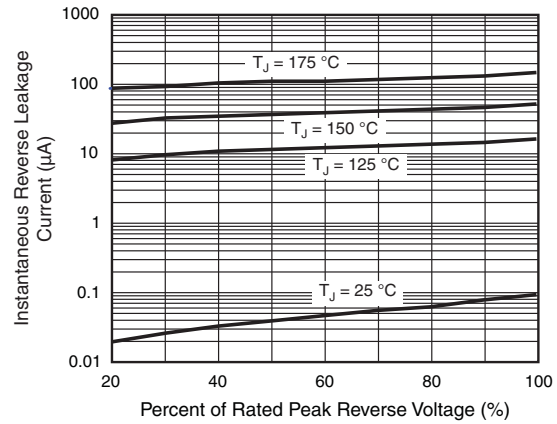 1000
100
10
1
0.1
0.01
Instantaneous Reverse Leakage
Current (µA)
T_J = 175 °C
T_J = 150 °C
T_J = 125 °C
T_J = 25 °C
20 40 60 80 100
Percent of Rated Peak Reverse Voltage (%)